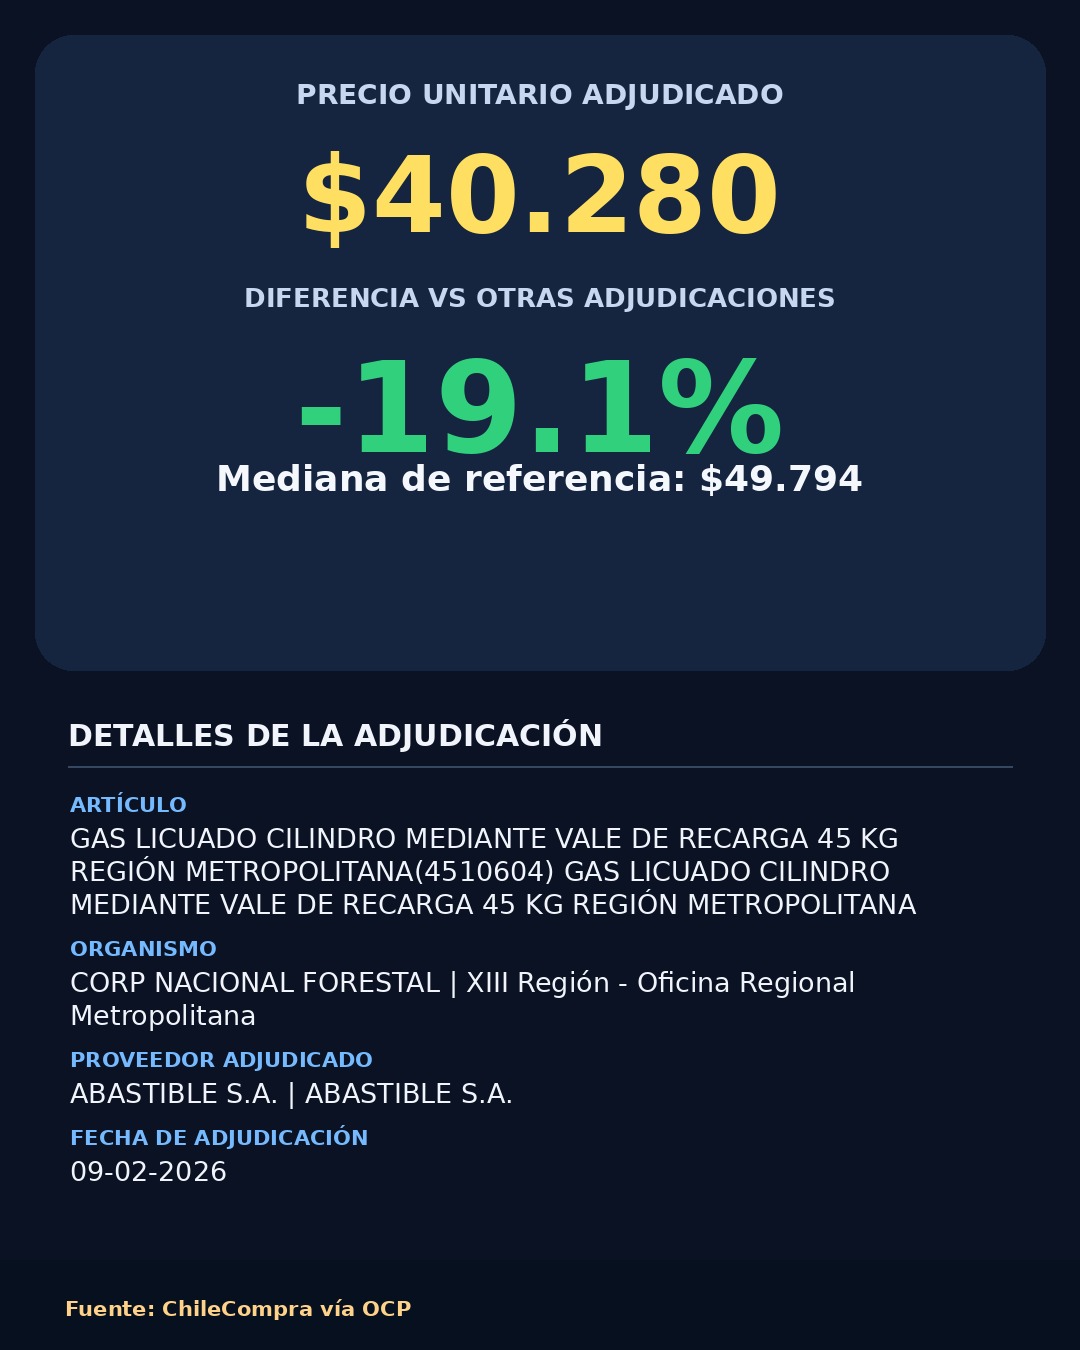 PRECIO UNITARIO ADJUDICADO
$40.280
DIFERENCIA VS OTRAS ADJUDICACIONES
-19.1%
Mediana de referencia: $49.794
DETALLES DE LA ADJUDICACIÓN
ARTÍCULO
GAS LICUADO CILINDRO MEDIANTE VALE DE RECARGA 45 KG
REGIÓN METROPOLITANA(4510604) GAS LICUADO CILINDRO
MEDIANTE VALE DE RECARGA 45 KG REGIÓN METROPOLITANA
ORGANISMO
CORP NACIONAL FORESTAL | XIII Región - Oficina Regional
Metropolitana
PROVEEDOR ADJUDICADO
ABASTIBLE S.A. | ABASTIBLE S.A.
FECHA DE ADJUDICACIÓN
09-02-2026
Fuente: ChileCompra vía OCP